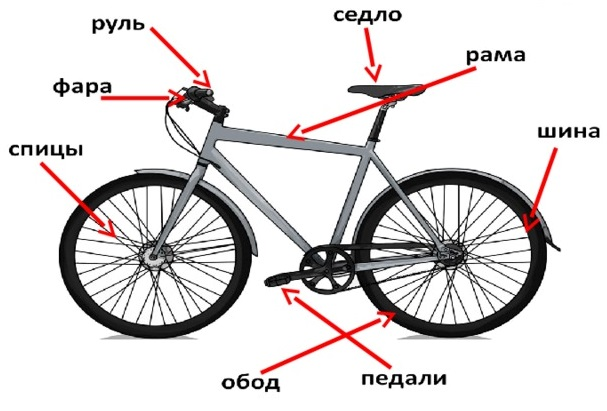 седло
руль
рама
фара
шина
спицы
обод
педали